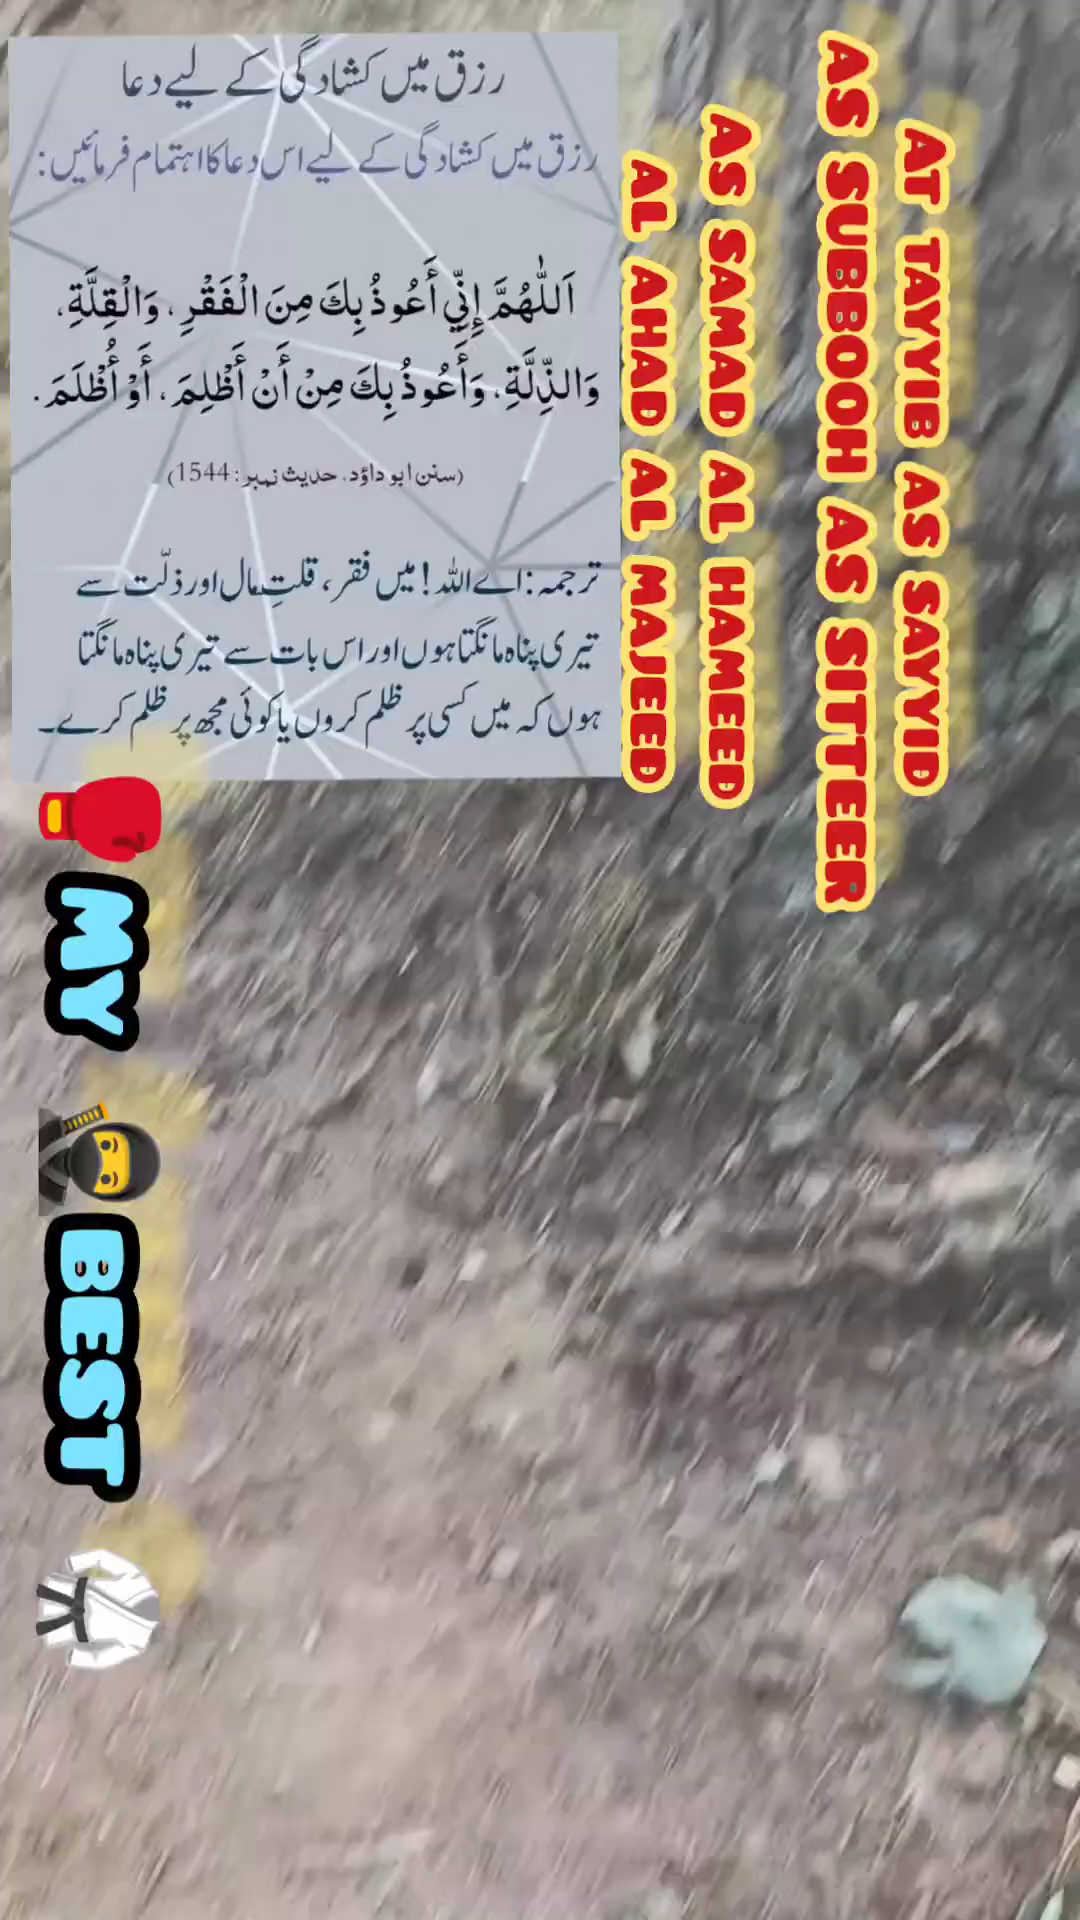 رزق میں کشادگی کے لیے دعا
رزق میں کشادگی کے لیے اس دعا کا اہتمام فرمائیں:
اَللّٰهُمَّ إِنِّي أَعُوذُ بِكَ مِنَ الْفَقْرِ، وَالْقِلَّةِ،
وَالذِّلَّةِ، وَأَعُوذُ بِكَ مِنْ أَنْ أَظْلِمَ، أَوْ أُظْلَمَ.
(سنن ابو داؤد، حدیث نمبر: 1544)
ترجمہ: اے اللہ! میں فقر، قلتِ مال اور ذلّت سے
تیری پناہ مانگتا ہوں اور اس بات سے تیری پناہ مانگتا
ہوں کہ میں کسی پر ظلم کروں یا کوئی مجھ پر ظلم کرے۔
AT TAYYIB AS SAYYID
AS SUBBOOH AS SITTEER
AS SAMAD AL HAMEED
AL AHAD AL MAJEED
🥊 MY 🥷BEST 🥋